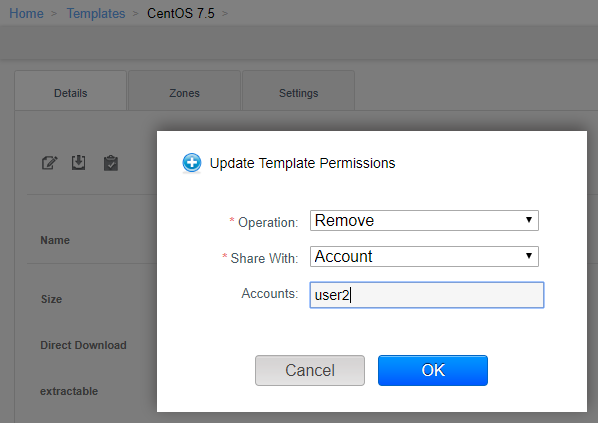 Home > Templates > CentOS 7.5 >
Details Zones Settings
Update Template Permissions
* Operation: Remove
Name
* Share With: Account
Accounts: user2
Size
Direct Download
Cancel OK
extractable